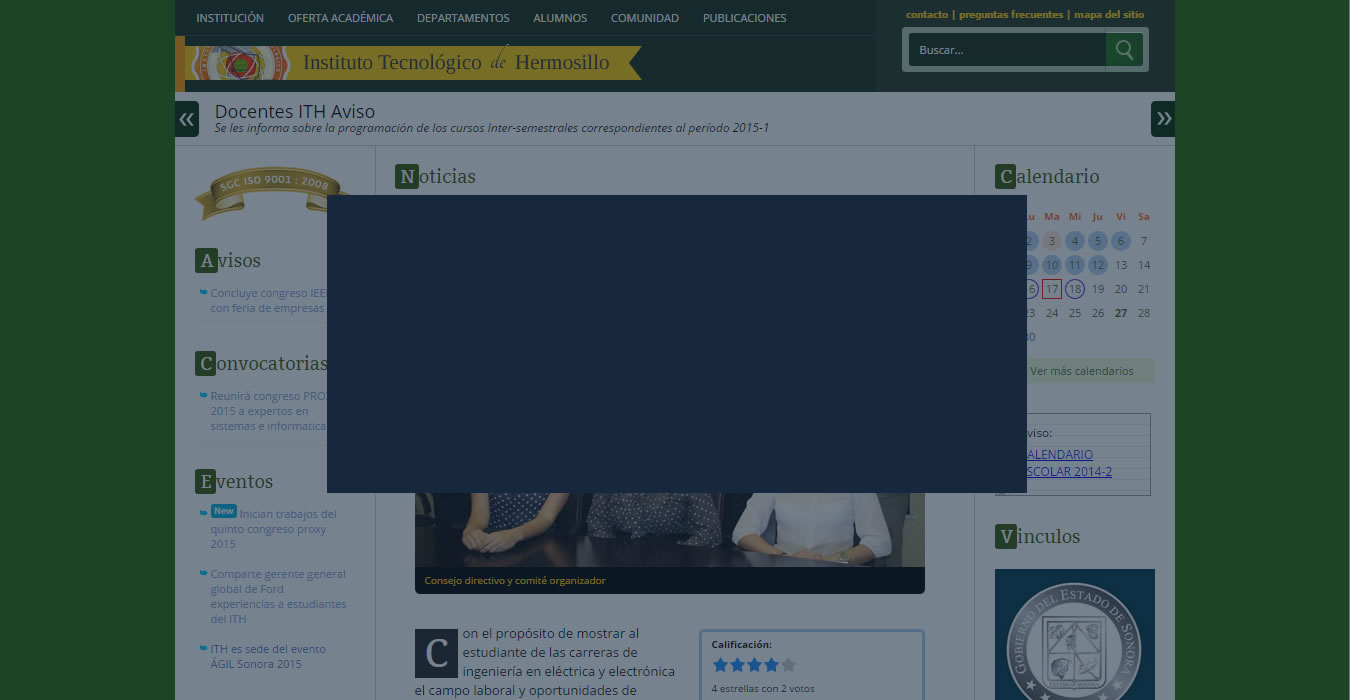 INSTITUCIÓN OFERTA ACADÉMICA DEPARTAMENTOS ALUMNOS COMUNIDAD PUBLICACIONES
contacto | preguntas frecuentes | mapa del sitio
Instituto Tecnológico de Hermosillo
Buscar...
Docentes ITH Aviso
Se les informa sobre la programación de los cursos Inter-semestrales correspondientes al período 2015-1
SGC ISO 9001 : 2008
Avisos
Concluye congreso
con feria de empresas
Convocatorias
Reunirá congreso
2015 a expertos en
sistemas e informatica
Eventos
New Inician trabajos del
quinto congreso proxy
2015
Comparte gerente general
global de Ford
experiencias a estudiantes
del ITH
ITH es sede del evento
ÁGIL Sonora 2015
Noticias
Consejo directivo y comité organizador
Con el propósito de mostrar al
estudiante de las carreras de
ingeniería en eléctrica y electrónica
el campo laboral y oportunidades de
Calificación:
4 estrellas con 2 votos
Calendario
Ma Mi Ju Vi Sa
2 3 4 5 6 7
9 10 11 12 13 14
17 18 19 20 21
24 25 26 27 28
Ver más calendarios
viso:
ALENDARIO
SCOLAR 2014-2
Vinculos
GOBIERNO DEL ESTADO DE SONORA